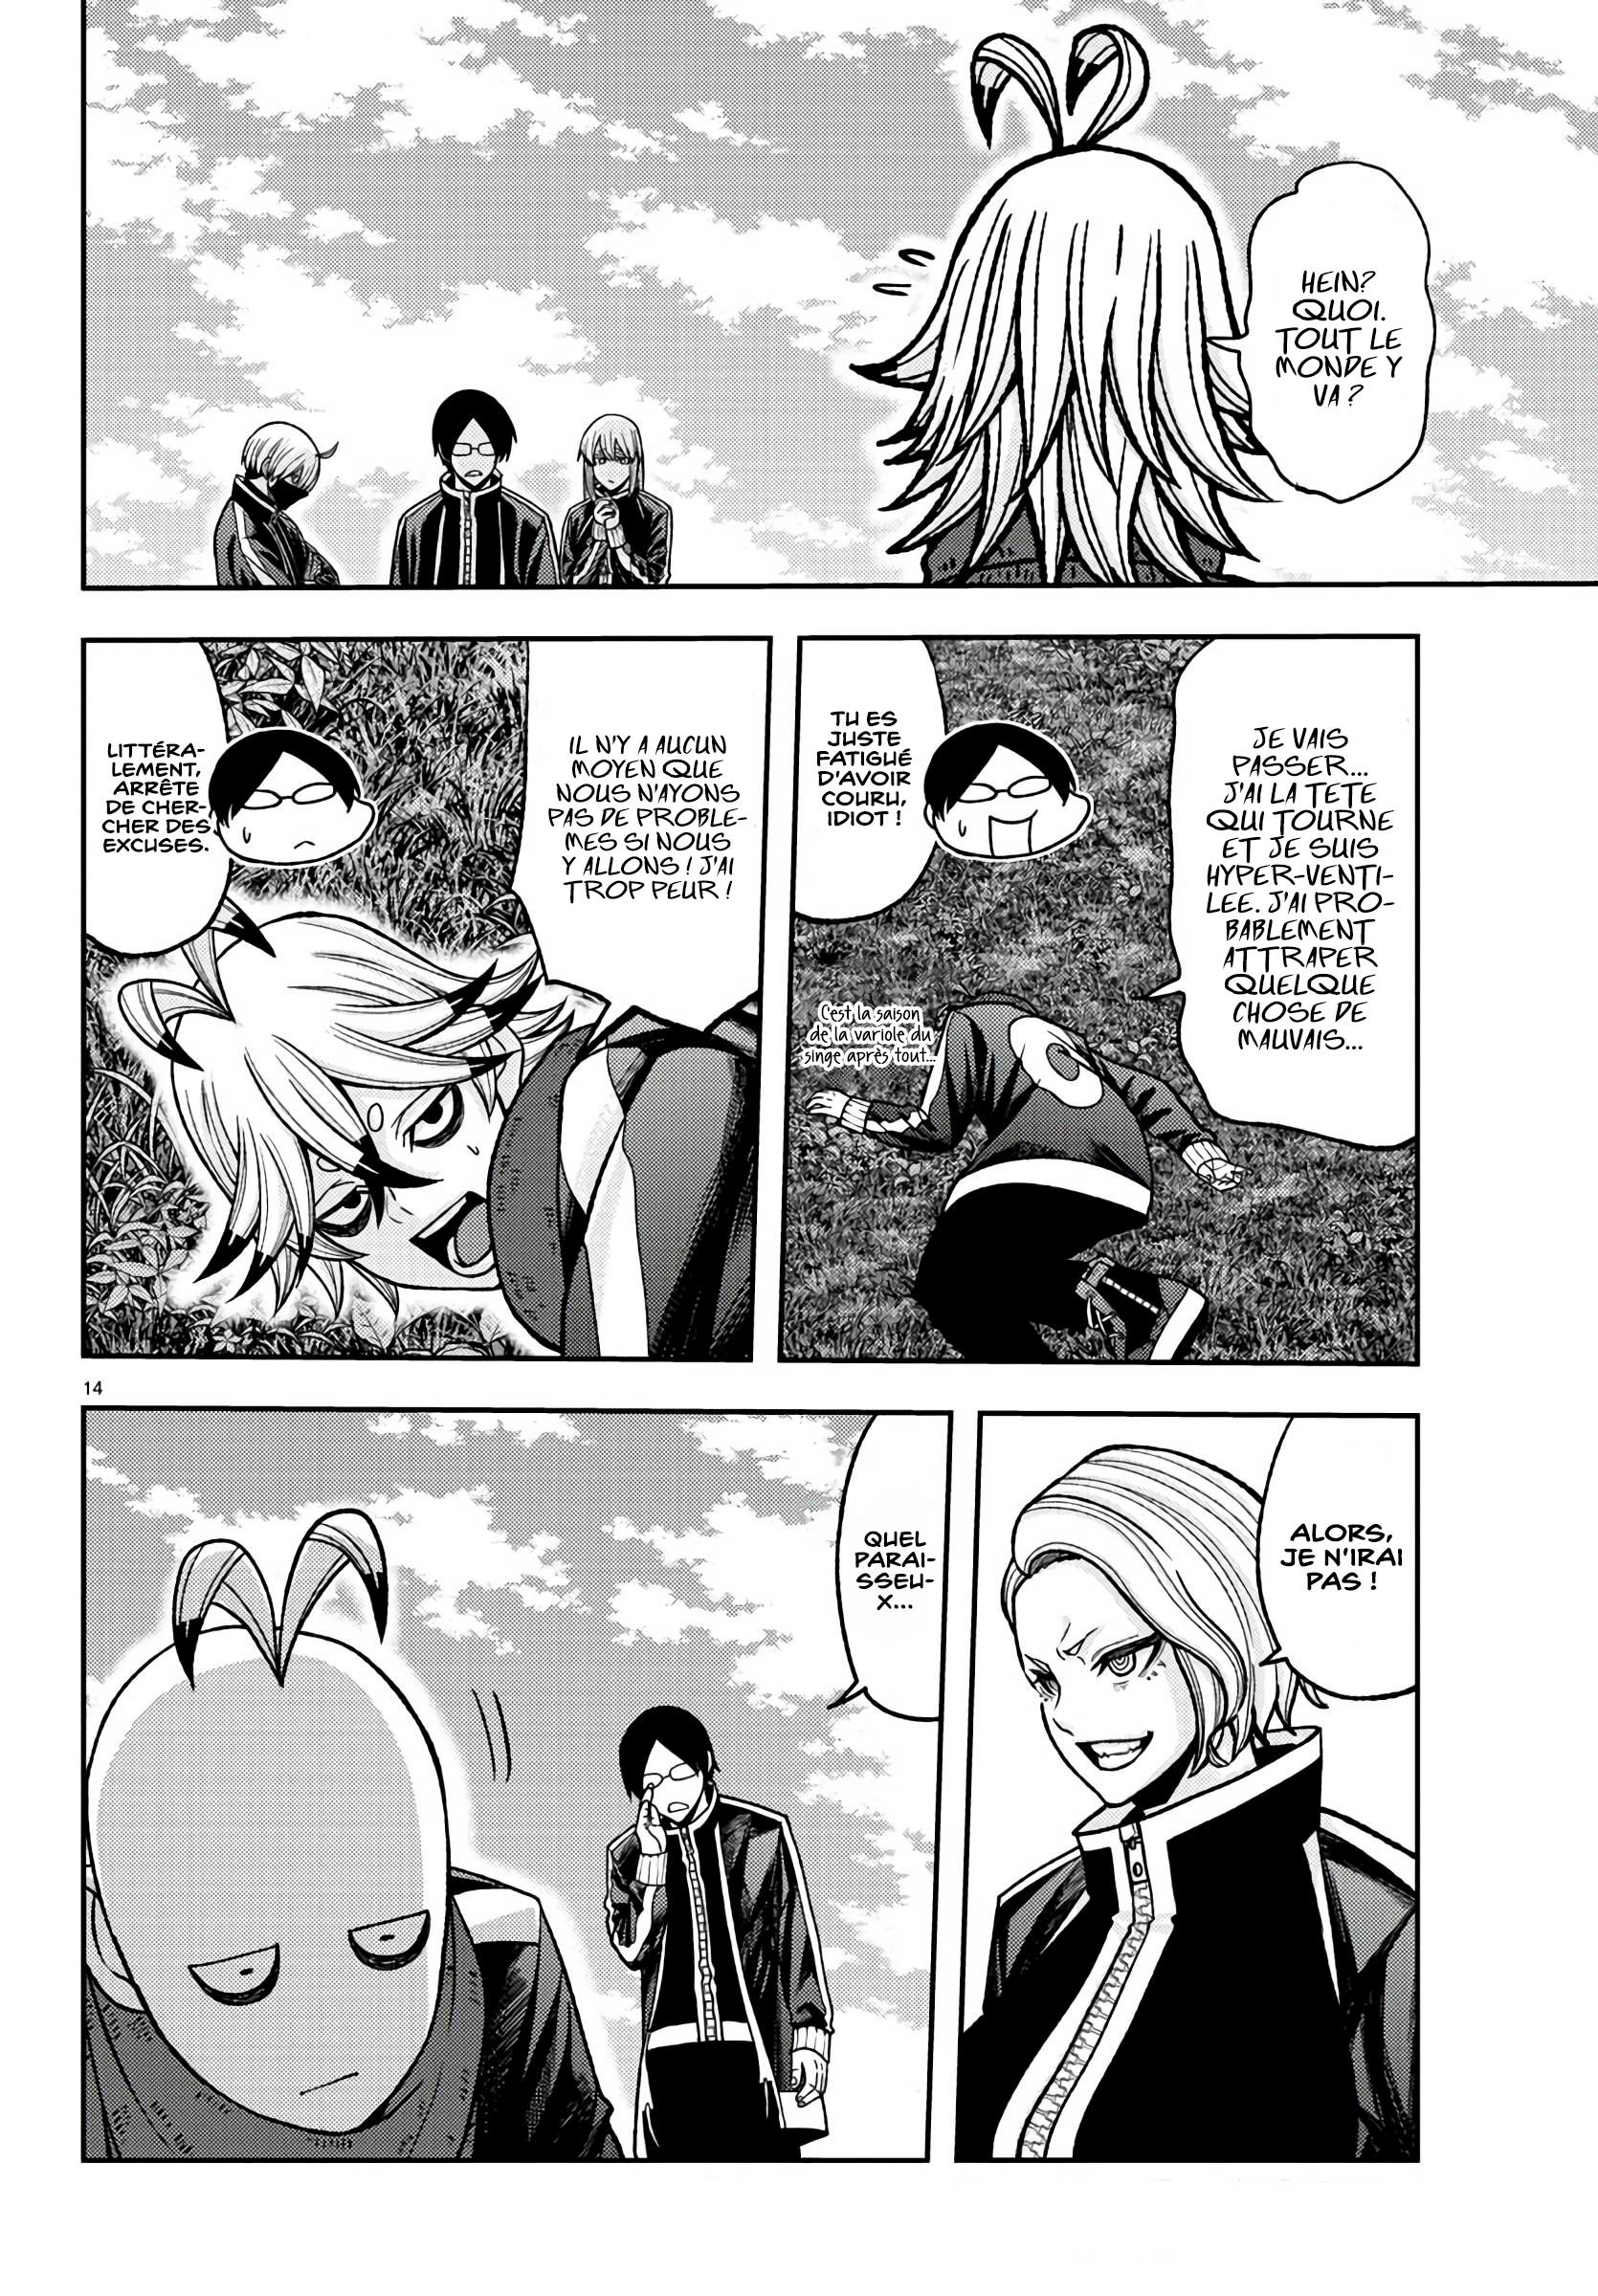 HEIN?
QUOI.
TOUT LE
MONDE Y
VA ?
JE VAIS
PASSER...
J'AI LA TETE
QUI TOURNE
ET JE SUIS
HYPER-VENTI-
LEE. J'AI PRO-
BABLEMENT
ATTRAPER
QUELQUE
CHOSE DE
MAUVAIS...
TU ES
JUSTE
FATIGUÉ
D'AVOIR
COURU,
IDIOT !
C'est la saison
de la variole du
singe après tout...
IL N'Y A AUCUN
MOYEN QUE
NOUS N'AYONS
PAS DE PROBLE-
MES SI NOUS
Y ALLONS ! J'AI
TROP PEUR !
LITTÉRA-
LEMENT,
ARRÊTE
DE CHER-
CHER DES
EXCUSES.
14
ALORS,
JE N'IRAI
PAS !
QUEL
PARAI-
SSEU-
X...